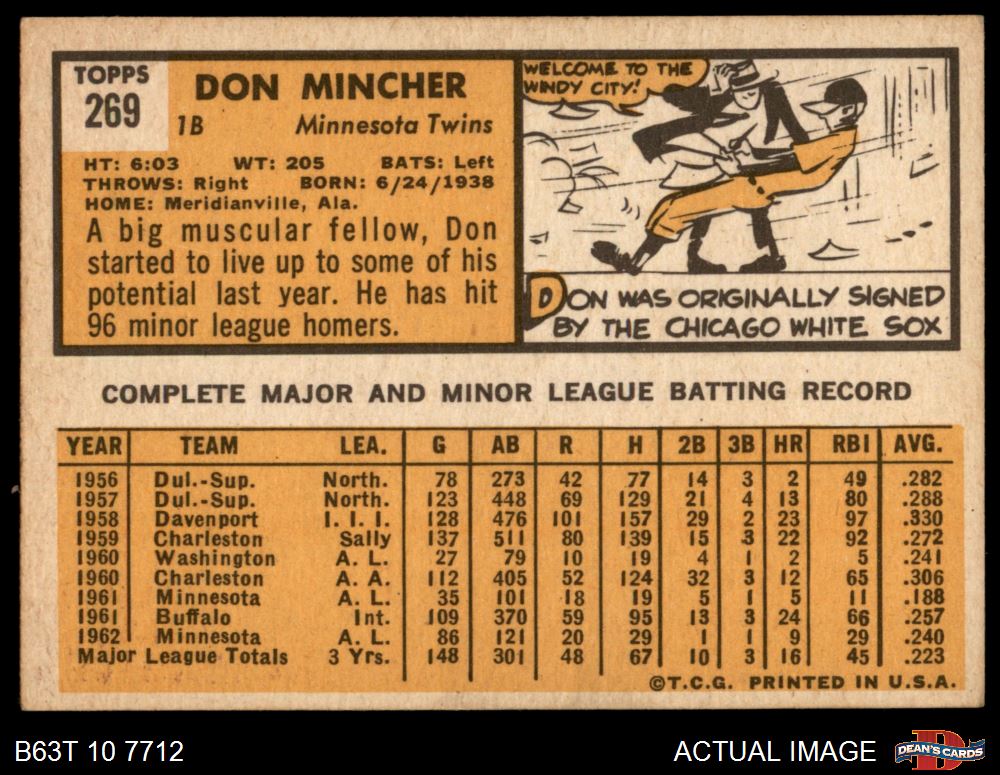 TOPPS
269
DON MINCHER
1B Minnesota Twins
HT: 6:03 WT: 205 BATS: Left
THROWS: Right BORN: 6/24/1938
HOME: Meridianville, Ala.
A big muscular fellow, Don
started to live up to some of his
potential last year. He has hit
96 minor league homers.
WELCOME TO THE
WINDY CITY!
DON WAS ORIGINALLY SIGNED
BY THE CHICAGO WHITE SOX
COMPLETE MAJOR AND MINOR LEAGUE BATTING RECORD
YEAR TEAM LEA. G AB R H 2B 3B HR RBI AVG.
1956 Dul.-Sup. North. 78 273 42 77 14 3 2 49 .282
1957 Dul.-Sup. North. 123 448 69 129 21 4 13 80 .288
1958 Davenport I. I. I. 128 476 101 157 29 2 23 97 .330
1959 Charleston Sally 137 511 80 139 15 3 22 92 .272
1960 Washington A. L. 27 79 10 19 4 1 2 5 .241
1960 Charleston A. A. 112 405 52 124 32 3 12 65 .306
1961 Minnesota A. L. 35 101 18 19 5 1 5 11 .188
1961 Buffalo Int. 109 370 59 95 13 3 24 66 .257
1962 Minnesota A. L. 86 121 20 29 1 1 9 29 .240
Major League Totals 3 Yrs. 148 301 48 67 10 3 16 45 .223
©T.C.G. PRINTED IN U.S.A.
B63T 10 7712 ACTUAL IMAGE DEAN'S CARDS